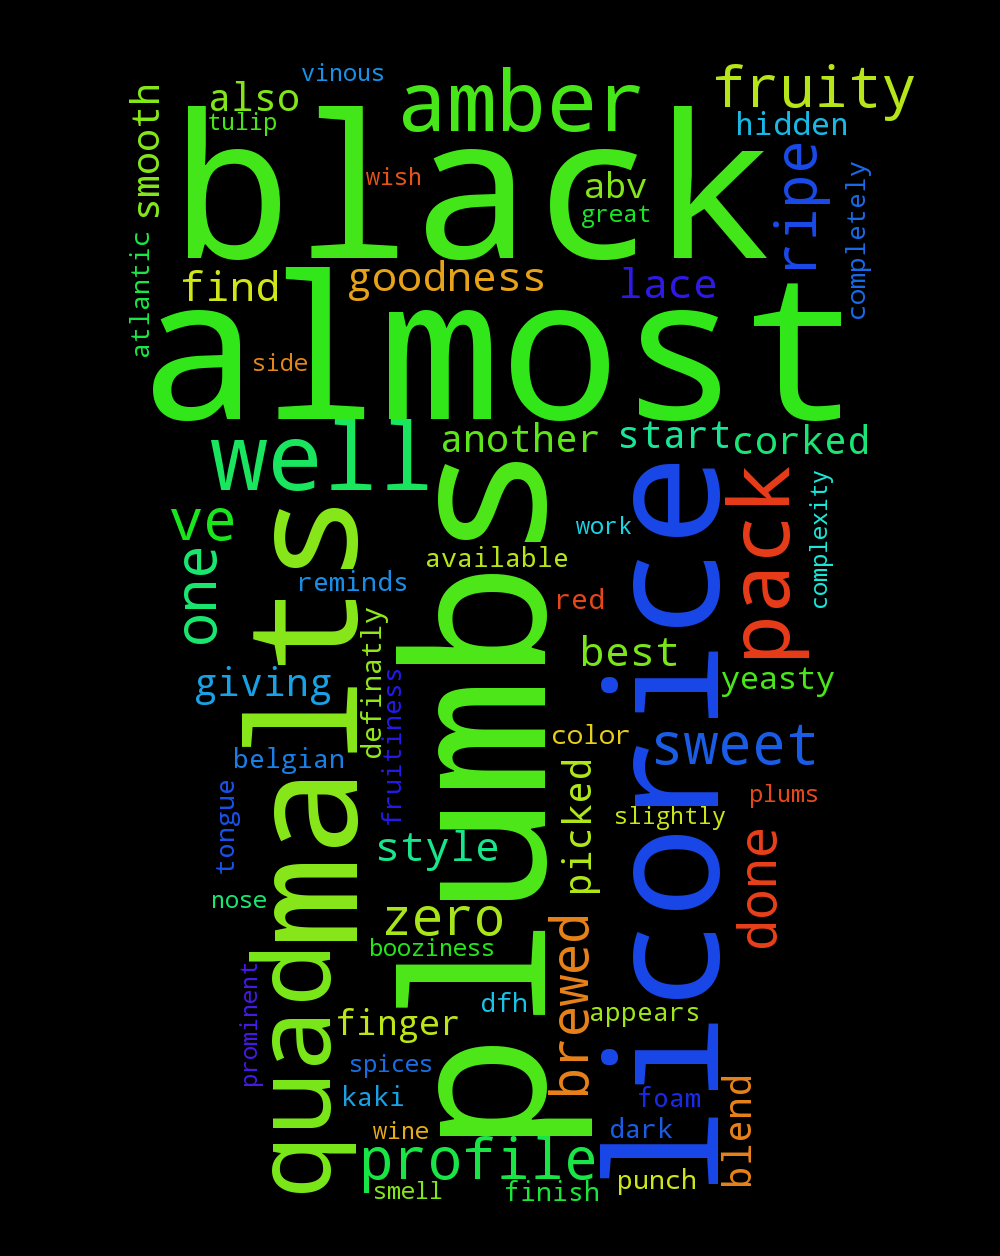 vinous
also
tulip
amber
fruity
hidden
smooth
black
wish
abv
great
ripe
completely
atlantic
find
goodness
lace
almost
side
well
another
start
corked
ve
one
work
available
pack
complexity
reminds
red
malts
plumbs
licorice
definatly
best
giving
yeasty
fruitiness
belgian
color
sweet
tongue
picked
plums
slightly
style
done
nose
zero
booziness
quad
brewed
prominent
dfh
finger
appears
spices
kaki
foam
blend
wine
dark
profile
smell
finish
punch